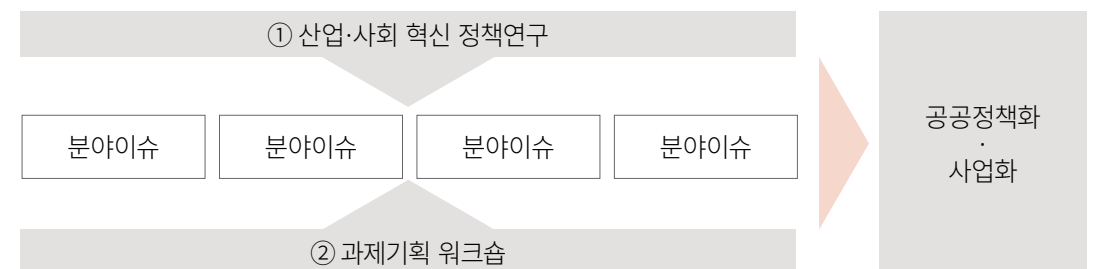 ① 산업·사회 혁신 정책연구
분야이슈
분야이슈
분야이슈
분야이슈
② 과제기획 워크숍
공공정책화
·
사업화